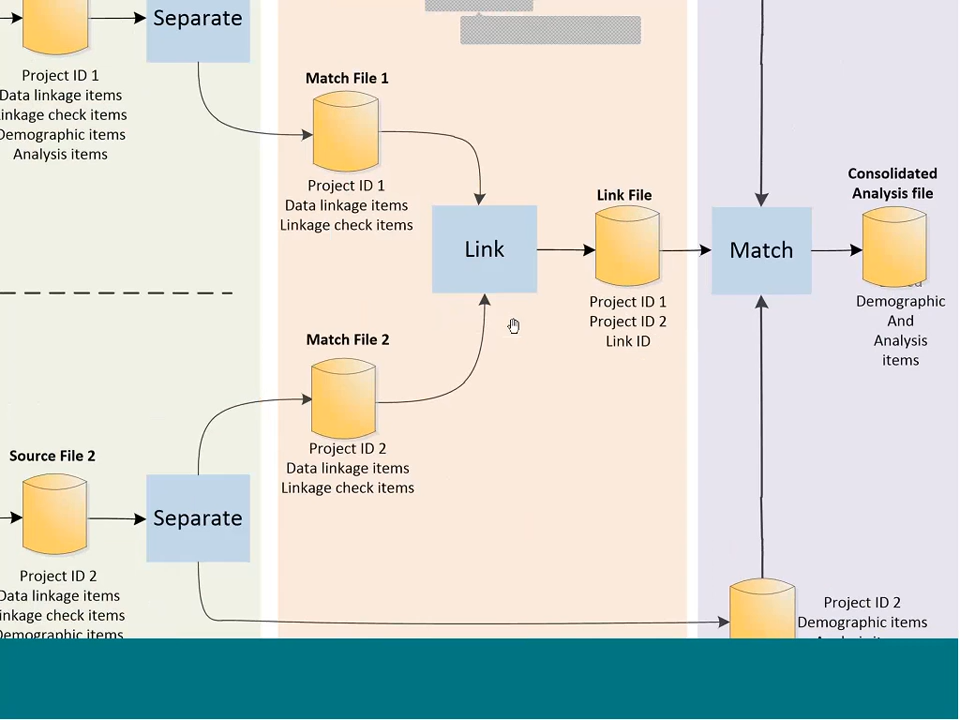 Separate
Project ID 1
Data linkage items
inkage check items
Demographic items
Analysis items
Match File 1
Project ID 1
Data linkage items
Linkage check items
Link
Link File
Project ID 1
Project ID 2
Link ID
Match
Consolidated
Analysis file
Demographic
And
Analysis
items
Match File 2
Project ID 2
Data linkage items
Linkage check items
Source File 2
Separate
Project ID 2
Data linkage items
inkage check items
Demographic items
Project ID 2
Demographic items